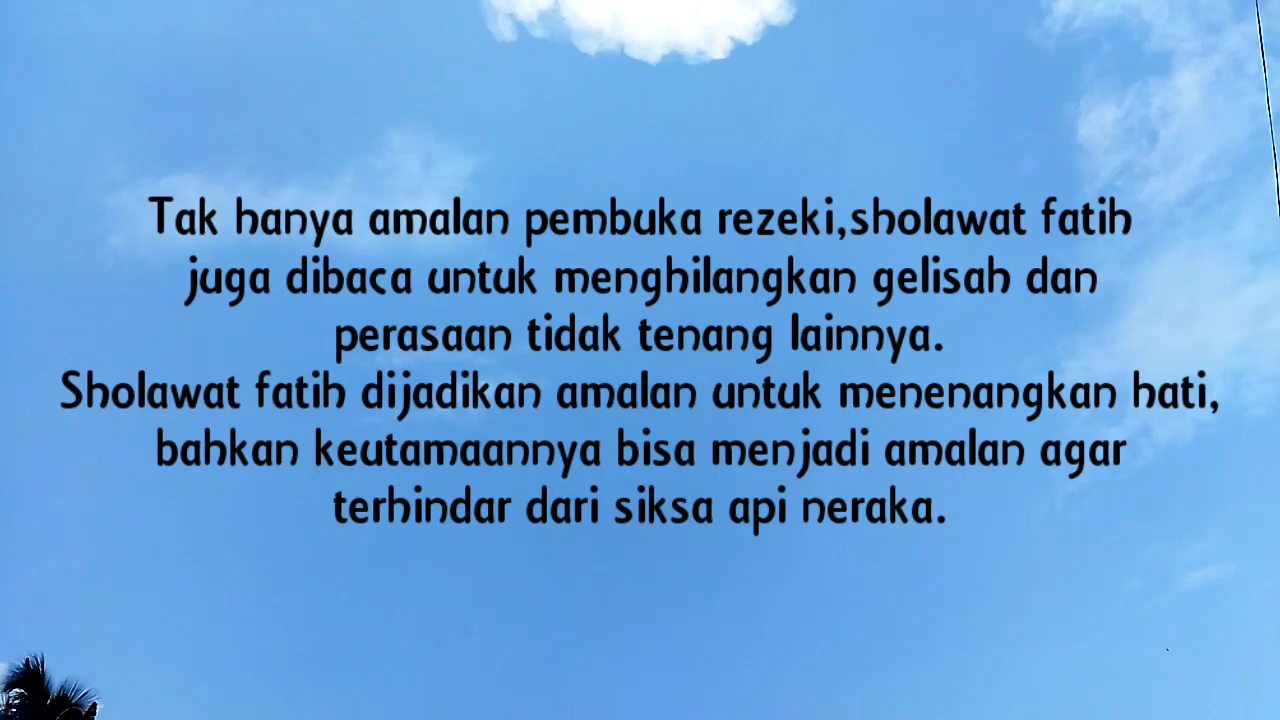 Tak hanya amalan pembuka rezeki,sholawat fatih
juga dibaca untuk menghilangkan gelisah dan
perasaan tidak tenang lainnya.
Sholawat fatih dijadikan amalan untuk menenangkan hati,
bahkan keutamaannya bisa menjadi amalan agar
terhindar dari siksa api neraka.